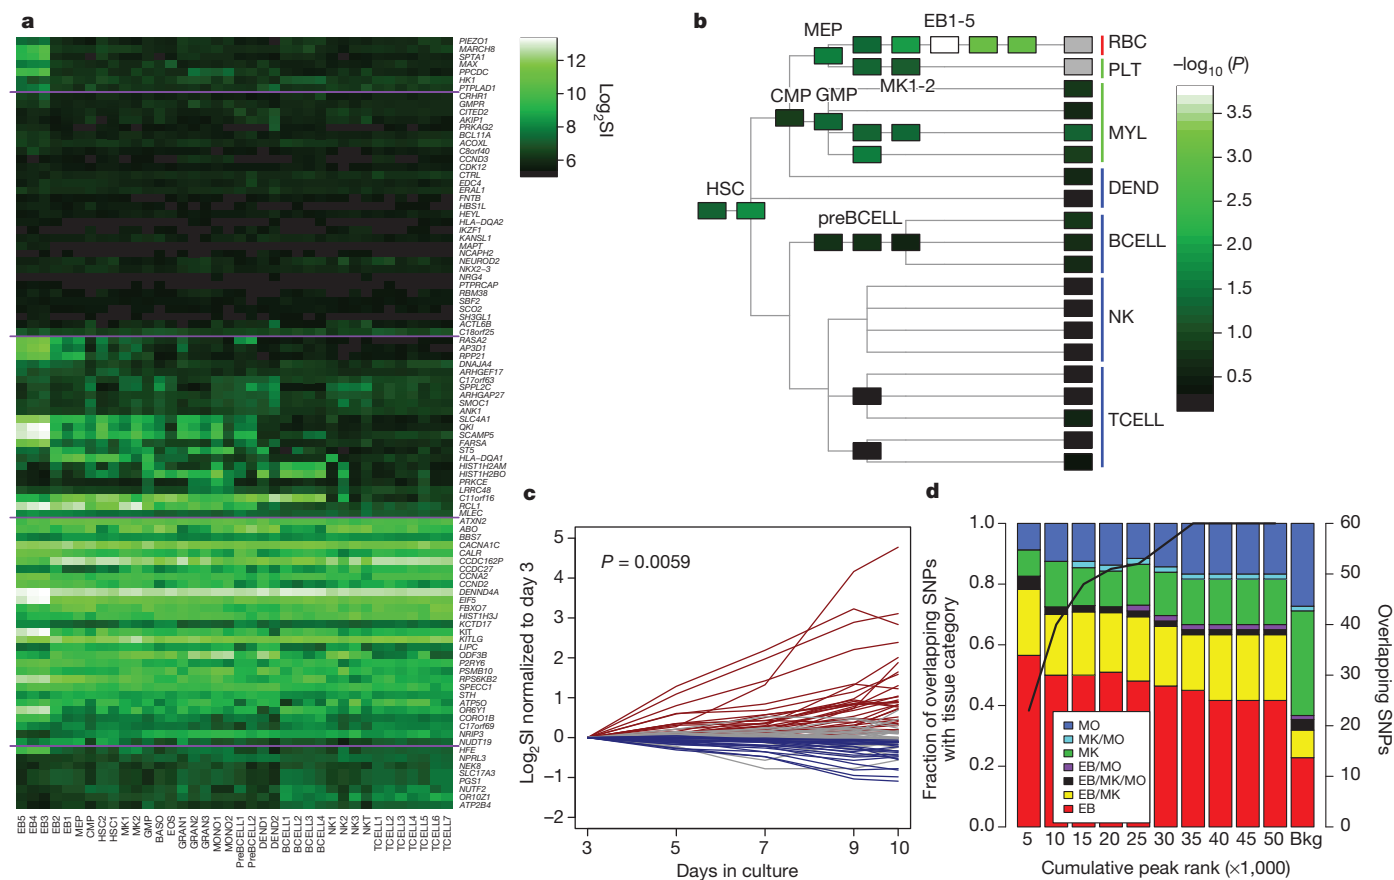 a
PIEZO1
MARCH8
SPTA1
MAX
PPCDC
HK1
PTPLAD1
CRHR1
GMPR
CITED2
AKIP1
PRKAG2
BCL11A
ACOXL
C8orf40
CCND3
CDK12
CTRL
EDC4
ERAL1
FNTB
HBS1L
HEYL
HLA-DQA2
IKZF1
KANSL1
MAPT
NCAPH2
NEUROD2
NKX2-3
NRG4
PTPRCAP
RBM38
SBF2
SCO2
SH3GL1
ACTL6B
C18orf25
RASA2
AP3D1
RPP21
DNAJA4
ARHGEF17
C17orf63
SPPL2C
ARHGAP27
SMOC1
ANK1
SLC4A1
QKI
SCAMP5
FARSA
ST5
HLA-DQA1
HIST1H2AM
HIST1H2BO
PRKCE
LRRC48
C11orf16
RCL1
MLEC
ATXN2
ABO
BBS7
CACNA1C
CALR
CCDC162P
CCDC27
CCNA2
CCND2
DENND4A
EIF5
FBXO7
HIST1H3J
KCTD17
KIT
KITLG
LIPC
ODF3B
P2RY6
PSMB10
RPS6KB2
SPECC1
STH
ATP5O
OR6Y1
CORO1B
C17orf69
NRIP3
NUDT19
HFE
NPRL3
NEK8
SLC17A3
PGS1
NUTF2
OR10Z1
ATP2B4
EB5 EB4 EB3 EB2 EB1 MEP CMP HSC2 HSC1 MK1 MK2 GMP BASO EOS GRAN1 GRAN2 GRAN3 MONO1 MONO2 PreBCELL1 PreBCELL2 DEND1 DEND2 BCELL1 BCELL2 BCELL3 BCELL4 NK1 NK2 NK3 NKT TCELL1 TCELL2 TCELL3 TCELL4 TCELL5 TCELL6 TCELL7
12
10
8
6
Log2SI
b
MEP
EB1-5
RBC
PLT
MK1-2
CMP GMP
MYL
HSC
DEND
preBCELL
BCELL
NK
TCELL
–log10 (P)
3.0
2.5
2.0
1.5
1.0
0.5
c
P = 0.0059
5
4
3
2
1
0
–1
–2
Log2SI normalized to day 3
3 5 7 9 10
Days in culture
d
1.0
0.8
0.6
0.4
0.2
0.0
Fraction of overlapping SNPs
with tissue category
MO
MK/MO
MK
EB/MO
EB/MK/MO
EB/MK
EB
60
50
40
30
20
10
0
Overlapping SNPs
5 10 15 20 25 30 35 40 45 50 Bkg
Cumulative peak rank (×1,000)